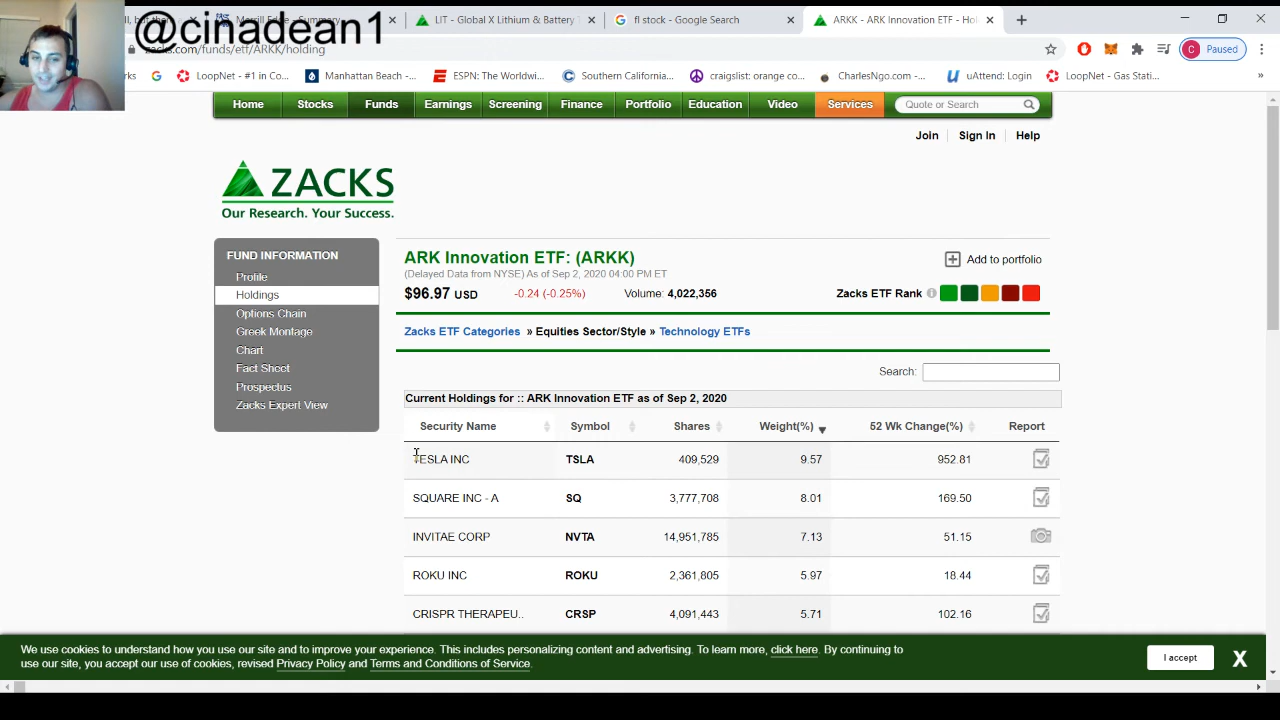 @cinadean1
Merrill Edge - Summary
LIT - Global X Lithium & Battery T
fl stock - Google Search
ARKK - ARK Innovation ETF - Hol
zacks.com/funds/etf/ARKK/holding
C Paused
LoopNet - #1 in Co...
Manhattan Beach -...
ESPN: The Worldwi...
Southern California...
craigslist: orange co...
CharlesNgo.com -...
uAttend: Login
LoopNet - Gas Stati...
»
Home Stocks Funds Earnings Screening Finance Portfolio Education Video Services Quote or Search
Join Sign In Help
ZACKS
Our Research. Your Success.
FUND INFORMATION
Profile
Holdings
Options Chain
Greek Montage
Chart
Fact Sheet
Prospectus
Zacks Expert View
ARK Innovation ETF: (ARKK)
Add to portfolio
(Delayed Data from NYSE) As of Sep 2, 2020 04:00 PM ET
$96.97 USD -0.24 (-0.25%) Volume: 4,022,356 Zacks ETF Rank
Zacks ETF Categories » Equities Sector/Style » Technology ETFs
Search:
Current Holdings for :: ARK Innovation ETF as of Sep 2, 2020
Security Name Symbol Shares Weight(%) 52 Wk Change(%) Report
TESLA INC TSLA 409,529 9.57 952.81
SQUARE INC - A SQ 3,777,708 8.01 169.50
INVITAE CORP NVTA 14,951,785 7.13 51.15
ROKU INC ROKU 2,361,805 5.97 18.44
CRISPR THERAPEU.. CRSP 4,091,443 5.71 102.16
We use cookies to understand how you use our site and to improve your experience. This includes personalizing content and advertising. To learn more, click here. By continuing to
use our site, you accept our use of cookies, revised Privacy Policy and Terms and Conditions of Service.
I accept
X